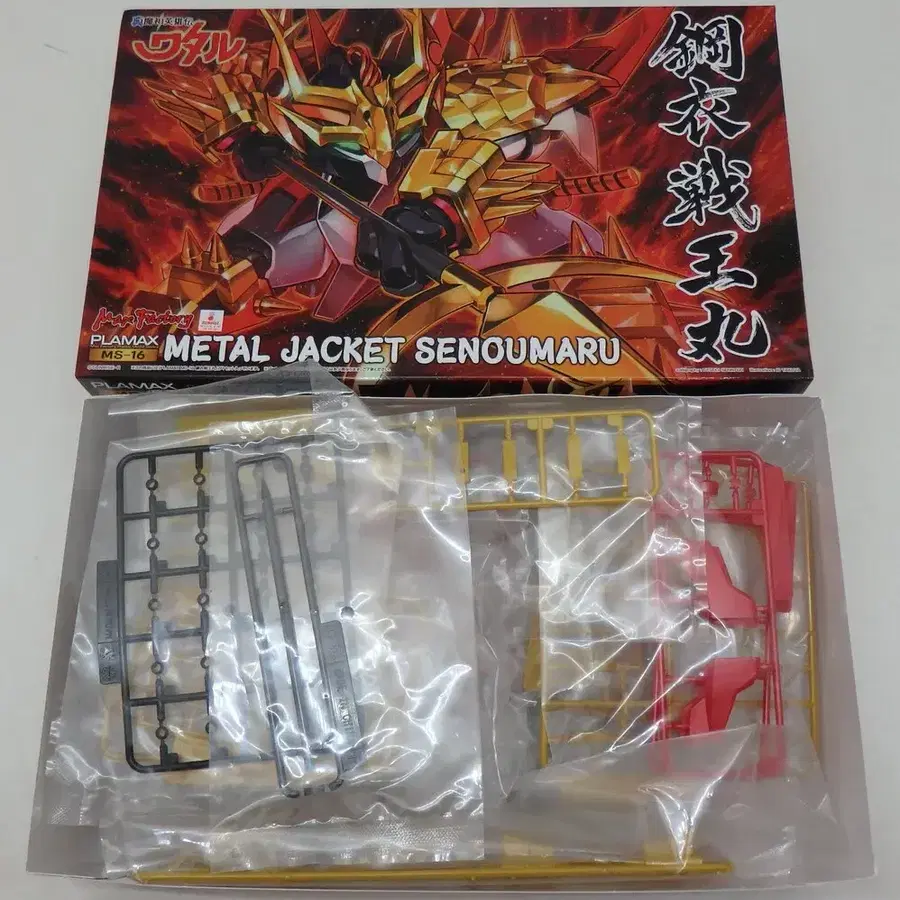 真魔神英雄伝
ワタル
鋼衣戦王丸
Max Factory
PLAMAX
MS-16
METAL JACKET SENOUMARU
PLAMAX